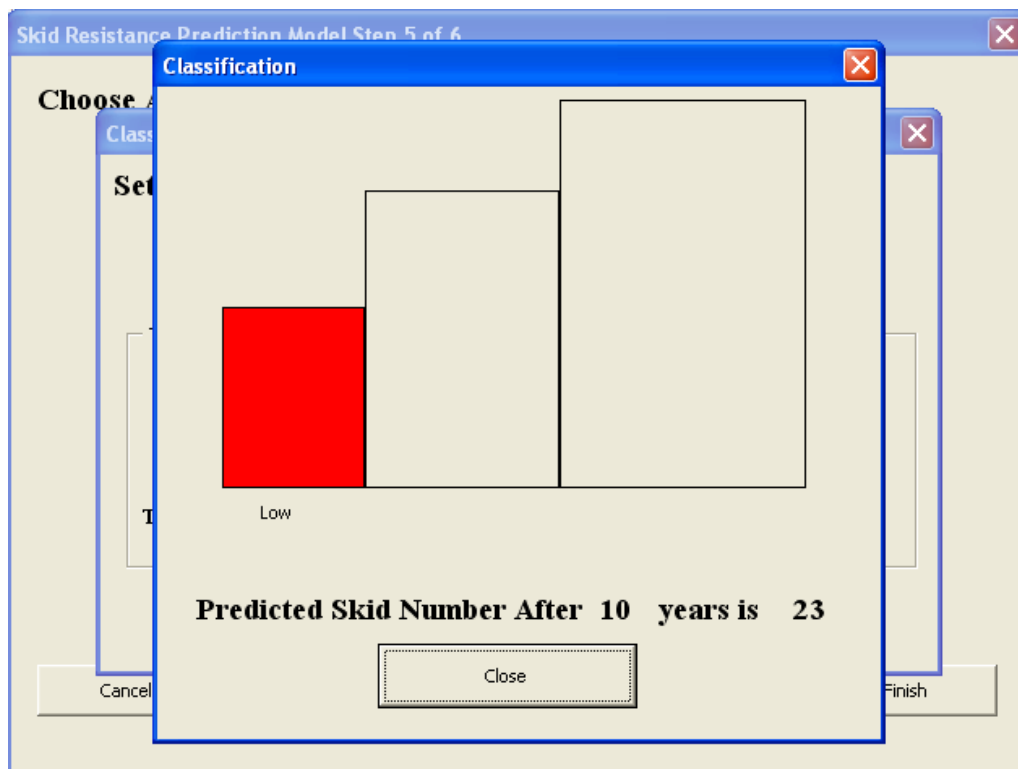 Skid Resistance Prediction Model Step 5 of 6
Classification
Choose
Class
Set
Low
T
Predicted Skid Number After 10 years is 23
Close
Cancel
Finish